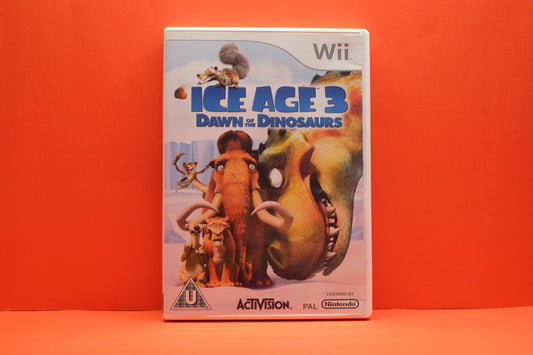 Wii
ICE AGE 3
DAWN OF THE DINOSAURS
LICENSED BY
U ACTIVISION PAL Nintendo